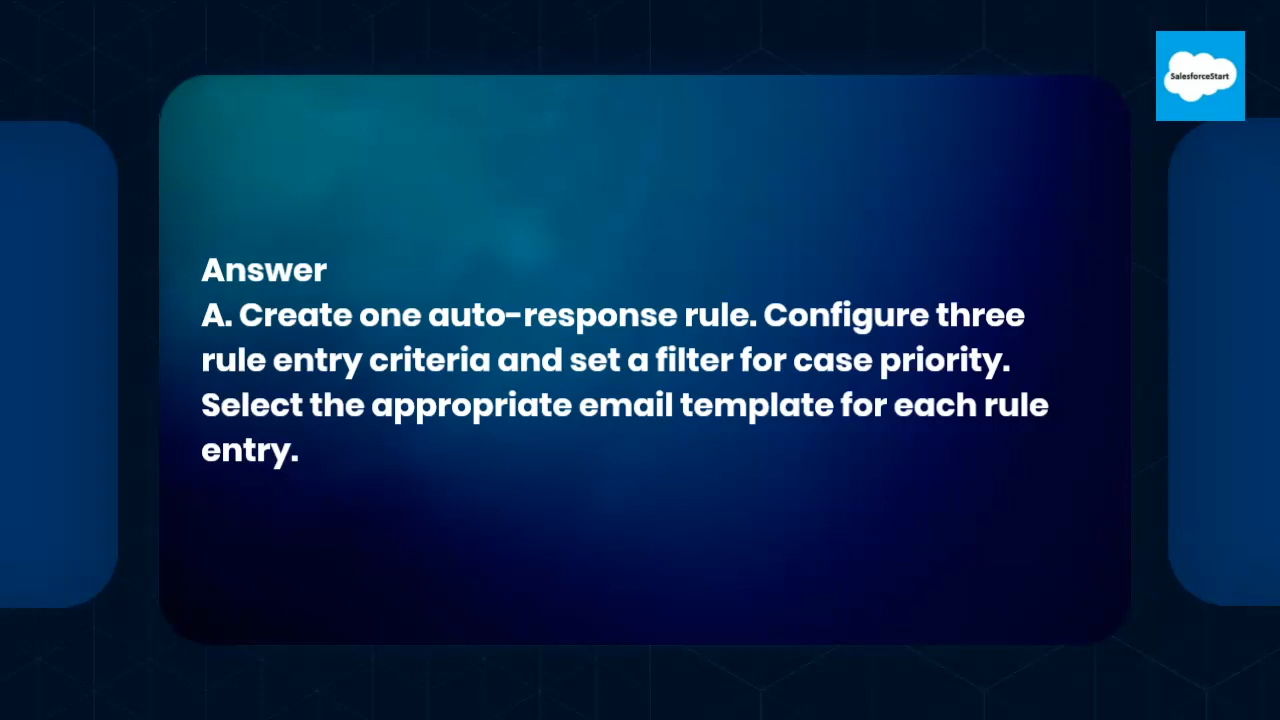 SalesforceStart
Answer
A. Create one auto-response rule. Configure three
rule entry criteria and set a filter for case priority.
Select the appropriate email template for each rule
entry.